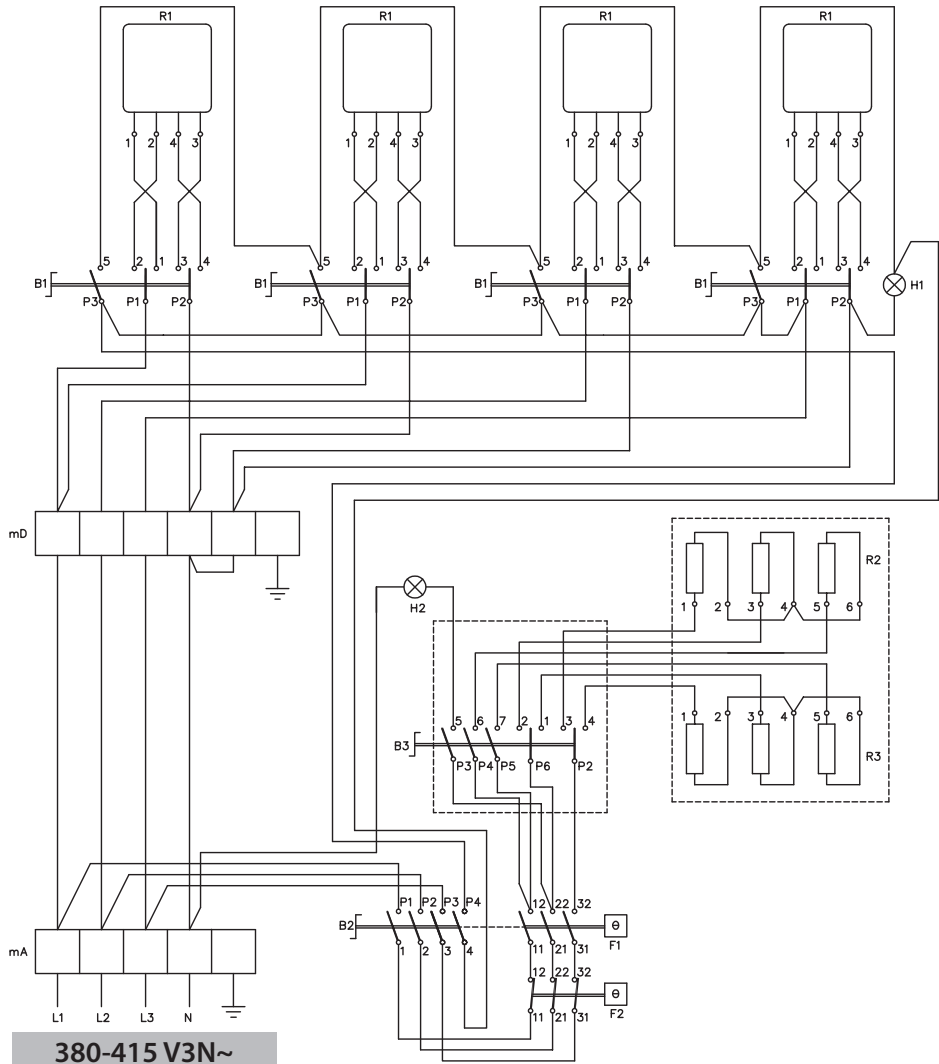 R1 R1 R1 R1
1 2 4 3 1 2 4 3 1 2 4 3 1 2 4 3
5 2 1 3 4 5 2 1 3 4 5 2 1 3 4 5 2 1 3 4
B1 B1 B1 B1 H1
P3 P1 P2 P3 P1 P2 P3 P1 P2 P3 P1 P2
mD
R2
H2
1 2 3 4 5 6
5 6 7 2 1 3 4
1 2 3 4 5 6
B3
P3 P4 P5 P6 P2
R3
P1 P2 P3 P4 12 22 32
B2 θ
F1
1 2 3 4 11 21 31
mA
12 22 32
θ
F2
11 21 31
L1 L2 L3 N
380-415 V3N~